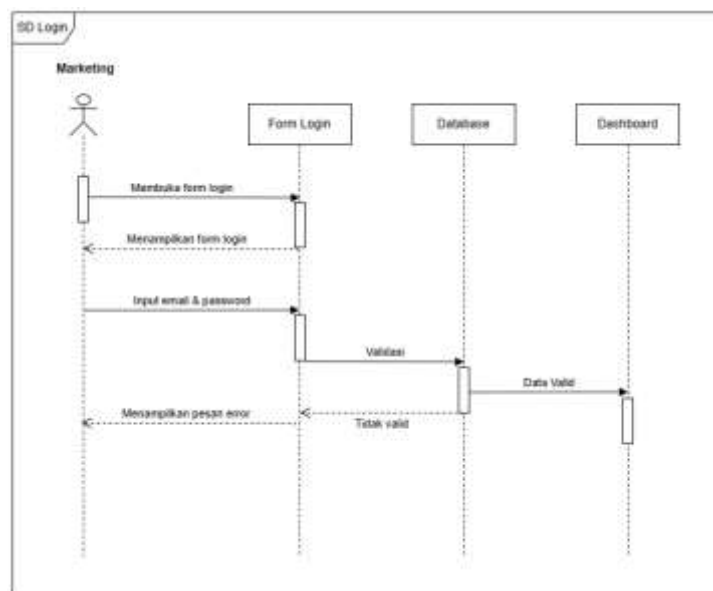 SD Login
Marketing
Form Login
Database
Dashboard
Membuka form login
Menampilkan form login
Input email & password
Validasi
Data Valid
Tidak valid
Menampilkan pesan error